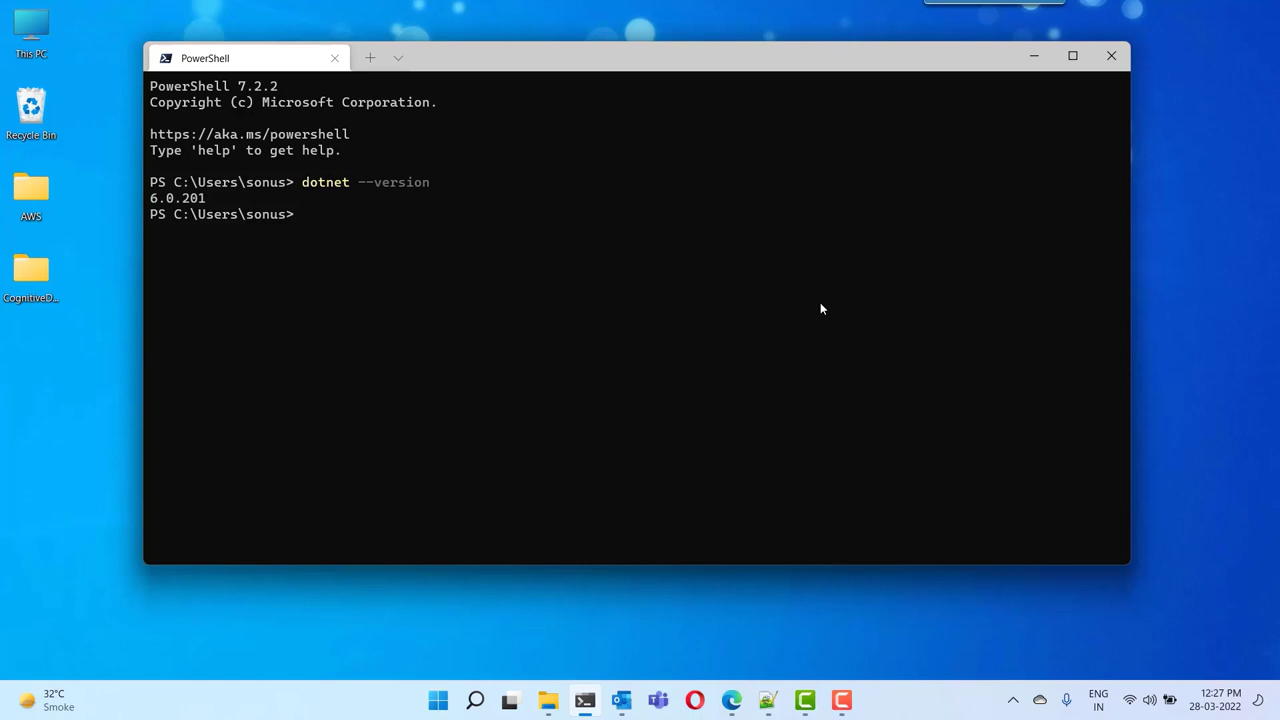 This PC
Recycle Bin
AWS
CognitiveD...
PowerShell
PowerShell 7.2.2
Copyright (c) Microsoft Corporation.
https://aka.ms/powershell
Type 'help' to get help.
PS C:\Users\sonus> dotnet --version
6.0.201
PS C:\Users\sonus>
32°C
Smoke
ENG
IN
12:27 PM
28-03-2022